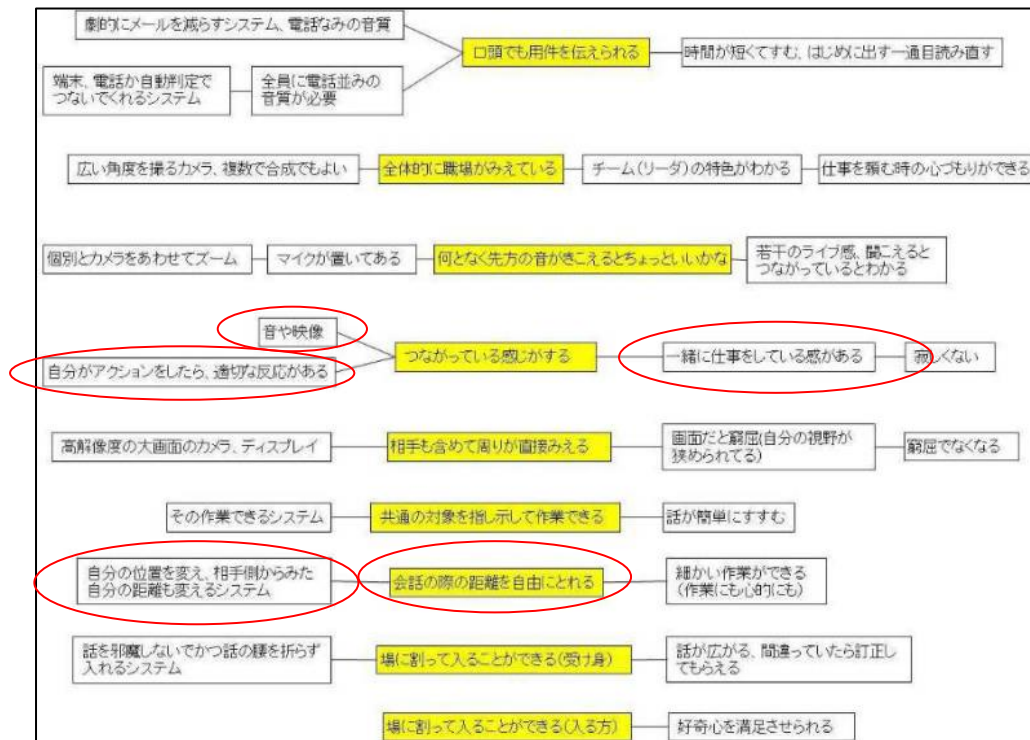 劇的にメールを減らすシステム、電話なみの音質
口頭でも用件を伝えられる
時間が短くてすむ、はじめに出す一通目読み直す
端末、電話か自動判定で
つないでくれるシステム
全員に電話並みの
音質が必要
広い角度を撮るカメラ、複数で合成でもよい
全体的に職場がみえている
チーム(リーダ)の特色がわかる
仕事を頼む時の心づもりができる
個別とカメラをあわせてズーム
マイクが置いてある
何となく先方の音がきこえるとちょっといいかな
若干のライブ感、聞こえると
つながっているとわかる
音や映像
つながっている感じがする
一緒に仕事をしている感がある
寂しくない
自分がアクションをしたら、適切な反応がある
高解像度の大画面のカメラ、ディスプレイ
相手も含めて周りが直接みえる
画面だと窮屈(自分の視野が
狭められてる)
窮屈でなくなる
その作業できるシステム
共通の対象を指し示して作業できる
話が簡単にすすむ
自分の位置を変え、相手側からみた
自分の距離も変えるシステム
会話の際の距離を自由にとれる
細かい作業ができる
(作業にも心的にも)
話を邪魔しないでかつ話の腰を折らず
入れるシステム
場に割って入ることができる(受け身)
話が広がる、間違っていたら訂正し
てもらえる
場に割って入ることができる(入る方)
好奇心を満足させられる